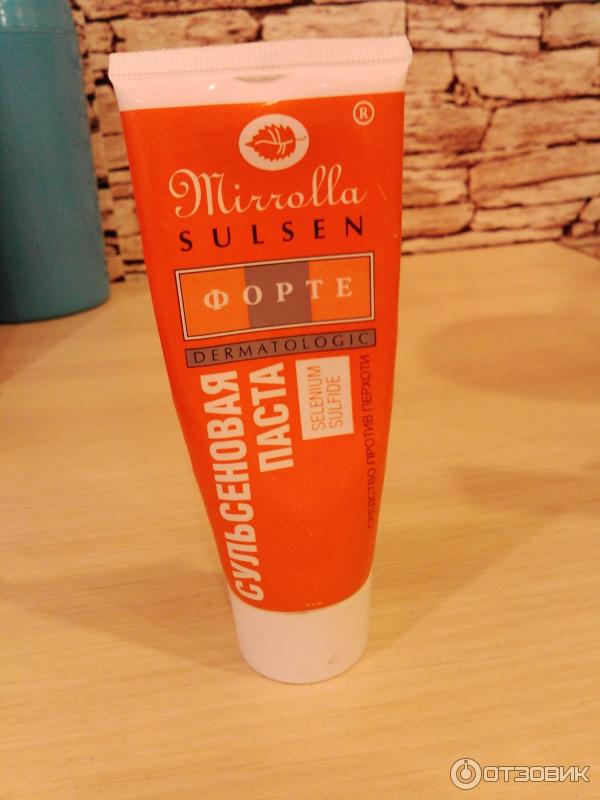 ®
Mirrolla
SULSEN
ФОРТЕ
DERMATOLOGIC
СУЛЬСЕНОВАЯ
ПАСТА
SELENIUM
SULFIDE
СРЕДСТВО ПРОТИВ ПЕРХОТИ
ОТЗОВИК